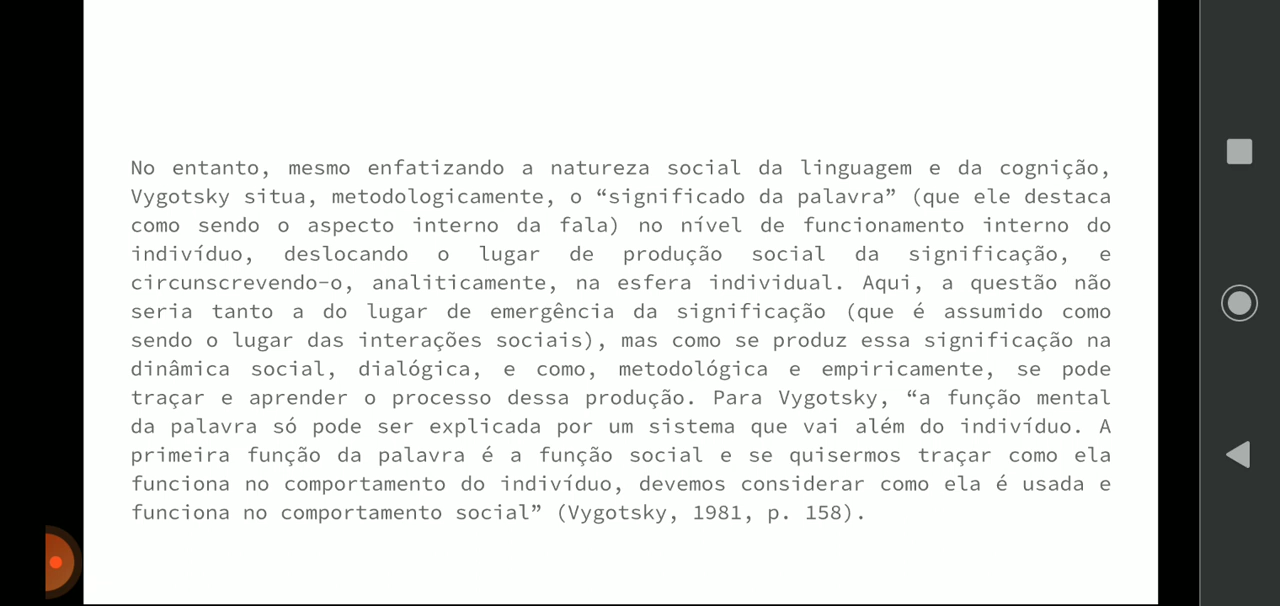 No entanto, mesmo enfatizando a natureza social da linguagem e da cognição,
Vygotsky situa, metodologicamente, o “significado da palavra” (que ele destaca
como sendo o aspecto interno da fala) no nível de funcionamento interno do
indivíduo, deslocando o lugar de produção social da significação, e
circunscrevendo-o, analiticamente, na esfera individual. Aqui, a questão não
seria tanto a do lugar de emergência da significação (que é assumido como
sendo o lugar das interações sociais), mas como se produz essa significação na
dinâmica social, dialógica, e como, metodológica e empiricamente, se pode
traçar e aprender o processo dessa produção. Para Vygotsky, “a função mental
da palavra só pode ser explicada por um sistema que vai além do indivíduo. A
primeira função da palavra é a função social e se quisermos traçar como ela
funciona no comportamento do indivíduo, devemos considerar como ela é usada e
funciona no comportamento social” (Vygotsky, 1981, p. 158).